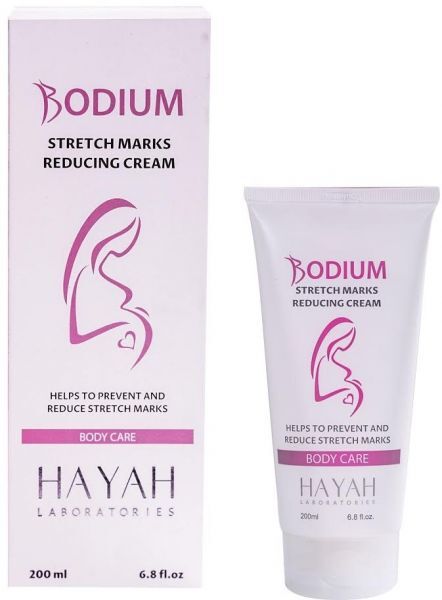 BODIUM
STRETCH MARKS
REDUCING CREAM
HELPS TO PREVENT AND
REDUCE STRETCH MARKS
BODY CARE
HAYAH
LABORATORIES
200 ml 6.8 fl.oz
BODIUM
STRETCH MARKS
REDUCING CREAM
HELPS TO PREVENT AND
REDUCE STRETCH MARKS
BODY CARE
HAYAH
LABORATORIES
200ml 6.8 fl.oz.